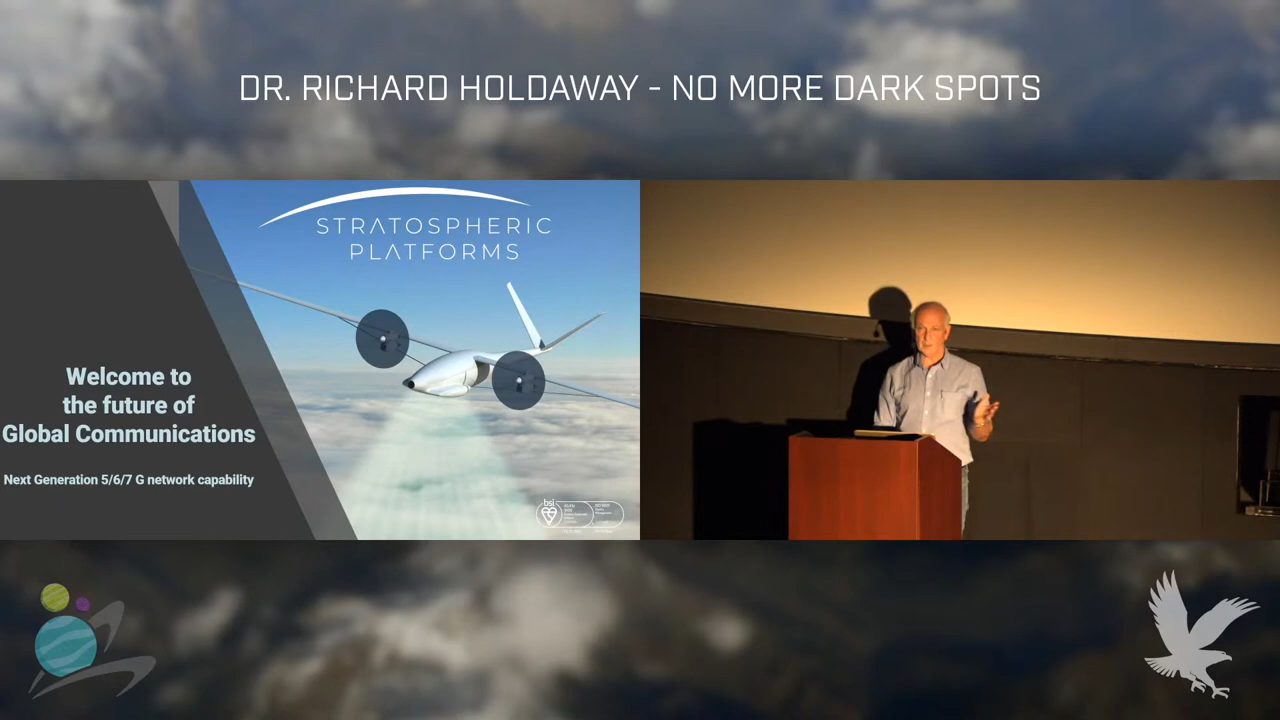 DR. RICHARD HOLDAWAY - NO MORE DARK SPOTS
STRATOSPHERIC
PLATFORMS
Welcome to
the future of
Global Communications
Next Generation 5/6/7 G network capability
bsi